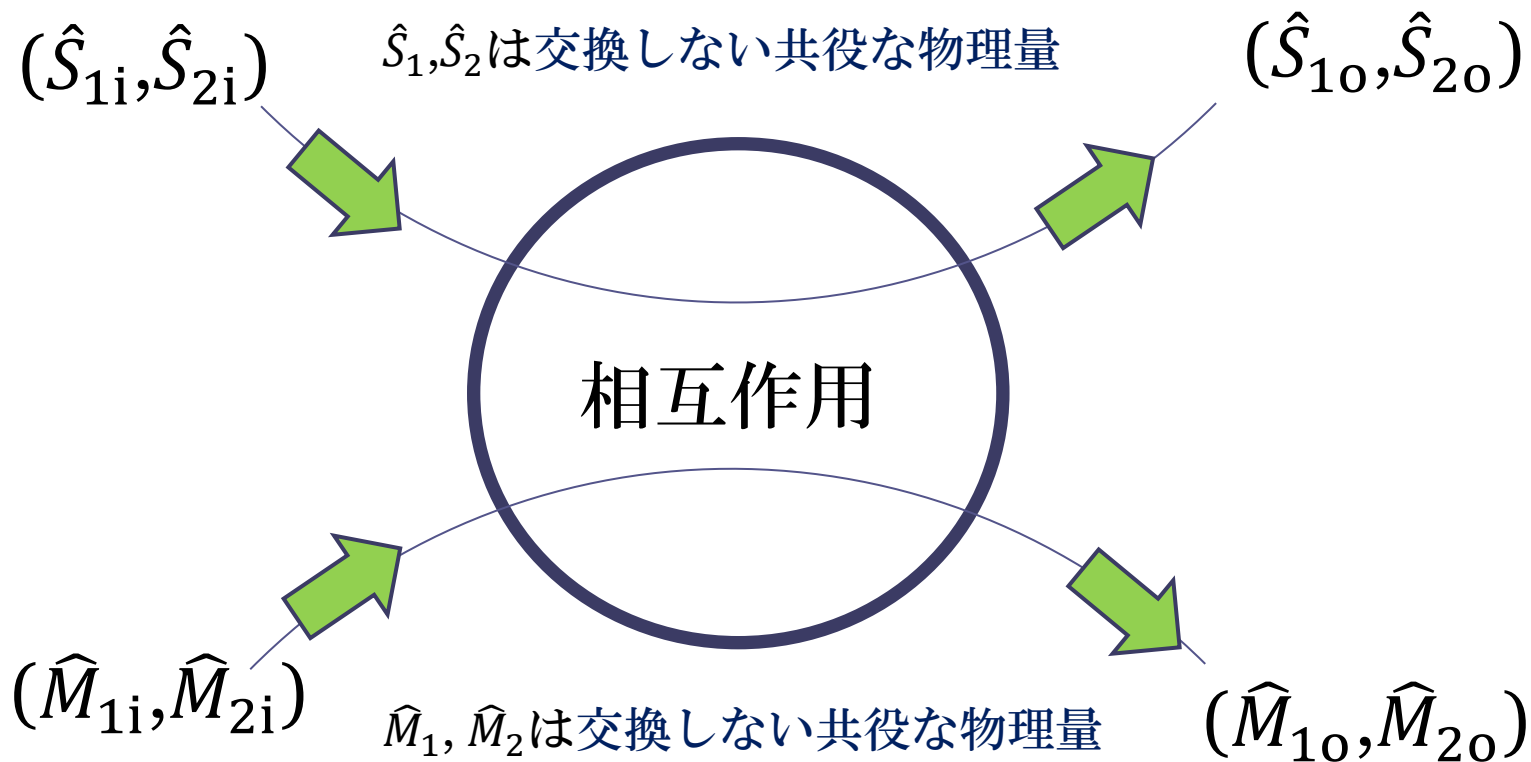 (Ŝ₁ᵢ,Ŝ₂ᵢ)
Ŝ₁,Ŝ₂は交換しない共役な物理量
(Ŝ₁ₒ,Ŝ₂ₒ)
相互作用
(M̂₁ᵢ,M̂₂ᵢ)
M̂₁, M̂₂は交換しない共役な物理量
(M̂₁ₒ,M̂₂ₒ)